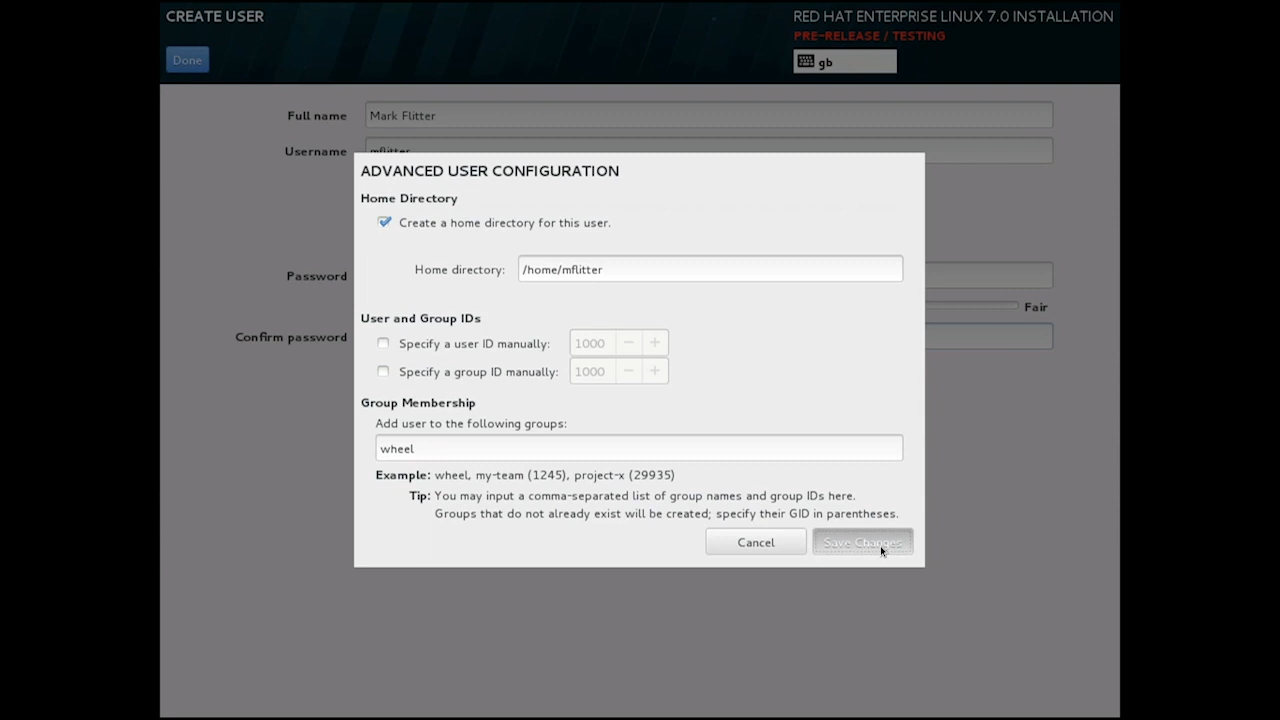 CREATE USER
RED HAT ENTERPRISE LINUX 7.0 INSTALLATION
PRE-RELEASE / TESTING
Done
gb
Full name
Mark Flitter
Username
mflitter
ADVANCED USER CONFIGURATION
Home Directory
Create a home directory for this user.
Home directory: /home/mflitter
Password
Fair
Confirm password
User and Group IDs
Specify a user ID manually: 1000 − +
Specify a group ID manually: 1000 − +
Group Membership
Add user to the following groups:
wheel
Example: wheel, my-team (1245), project-x (29935)
Tip: You may input a comma-separated list of group names and group IDs here.
Groups that do not already exist will be created; specify their GID in parentheses.
Cancel
Save Changes